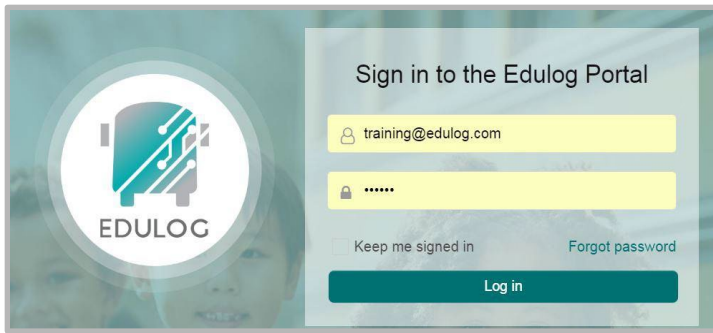 Sign in to the Edulog Portal
training@edulog.com
••••••
EDULOG
Keep me signed in
Forgot password
Log in